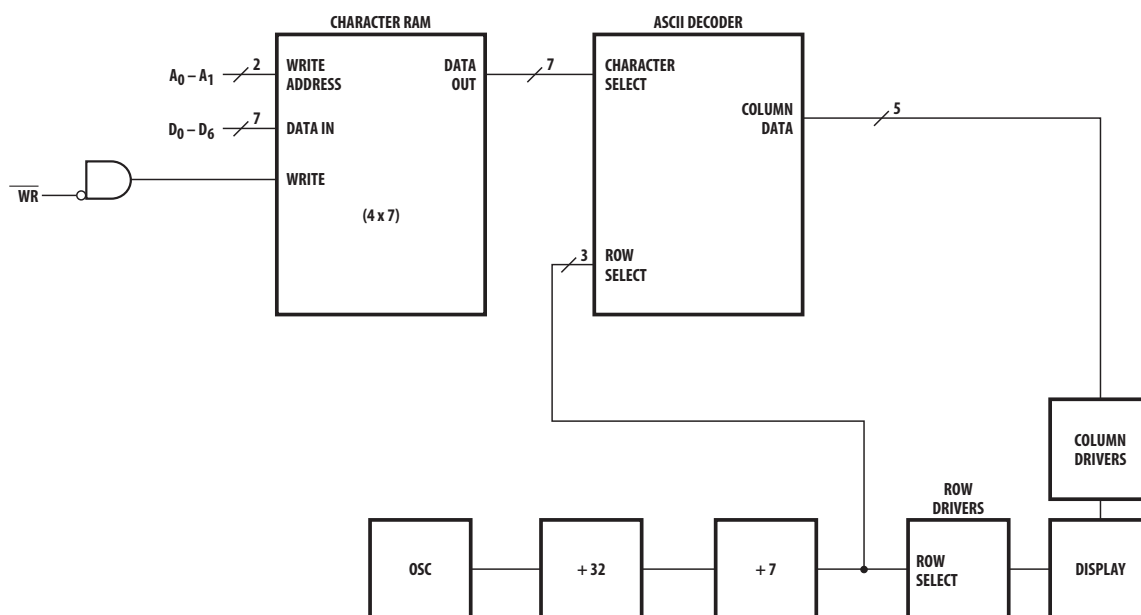 CHARACTER RAM
ASCII DECODER
2
A0 – A1
WRITE
ADDRESS
DATA
OUT
7
CHARACTER
SELECT
7
D0 – D6
DATA IN
COLUMN
DATA
5
WR
WRITE
(4 x 7)
3
ROW
SELECT
COLUMN
DRIVERS
ROW
DRIVERS
OSC
+ 32
+ 7
ROW
SELECT
DISPLAY